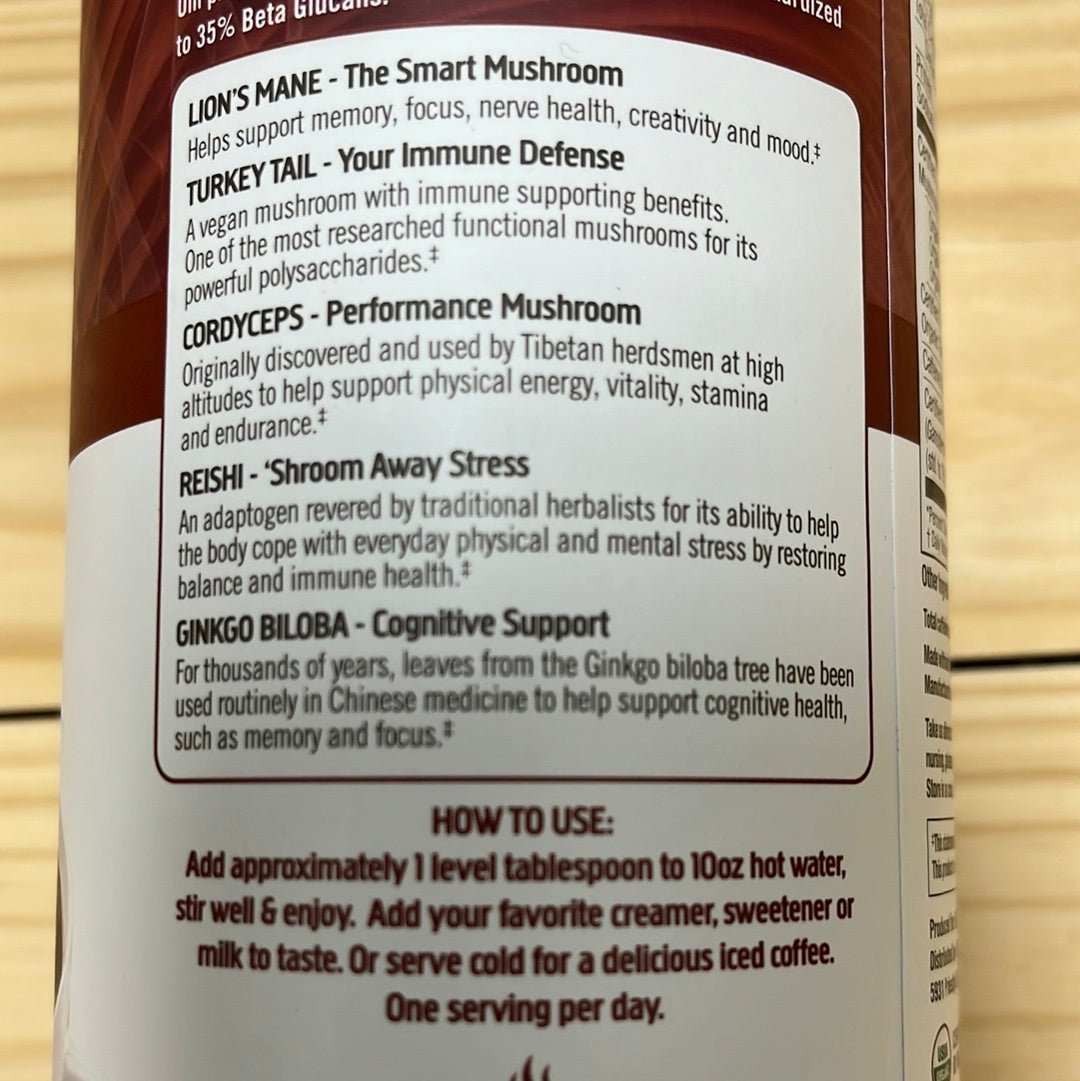 to 35% Beta Glucans.
LION'S MANE - The Smart Mushroom
Helps support memory, focus, nerve health, creativity and mood.‡
TURKEY TAIL - Your Immune Defense
A vegan mushroom with immune supporting benefits.
One of the most researched functional mushrooms for its
powerful polysaccharides.‡
CORDYCEPS - Performance Mushroom
Originally discovered and used by Tibetan herdsmen at high
altitudes to help support physical energy, vitality, stamina
and endurance.‡
REISHI - 'Shroom Away Stress
An adaptogen revered by traditional herbalists for its ability to help
the body cope with everyday physical and mental stress by restoring
balance and immune health.‡
GINKGO BILOBA - Cognitive Support
For thousands of years, leaves from the Ginkgo biloba tree have been
used routinely in Chinese medicine to help support cognitive health,
such as memory and focus.‡
HOW TO USE:
Add approximately 1 level tablespoon to 10oz hot water,
stir well & enjoy. Add your favorite creamer, sweetener or
milk to taste. Or serve cold for a delicious iced coffee.
One serving per day.
Other
Total
Made
Take
nursing,
Store
5931
USDA